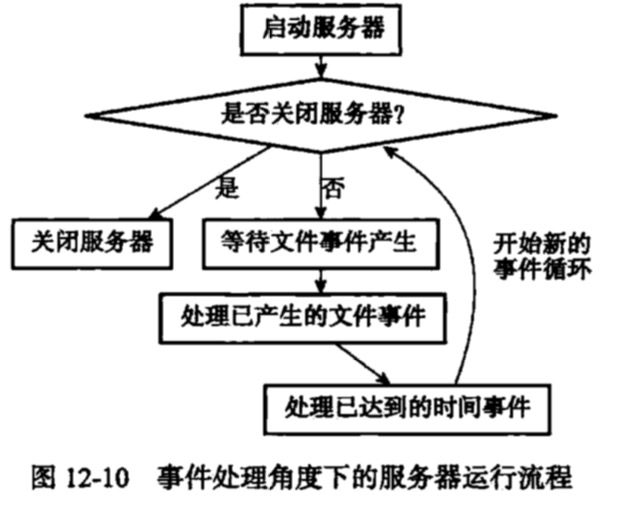 启动服务器
是否关闭服务器?
是
否
关闭服务器
等待文件事件产生
开始新的
事件循环
处理已产生的文件事件
处理已达到的时间事件
图 12-10 事件处理角度下的服务器运行流程